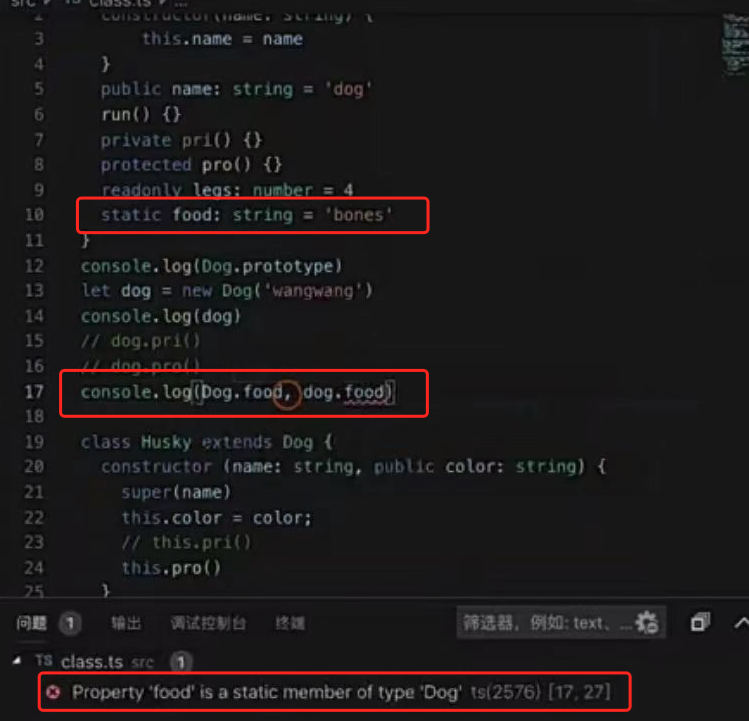 src > TS class.ts > ...
2 constructor(name: string) {
3 this.name = name
4 }
5 public name: string = 'dog'
6 run() {}
7 private pri() {}
8 protected pro() {}
9 readonly legs: number = 4
10 static food: string = 'bones'
11 }
12 console.log(Dog.prototype)
13 let dog = new Dog('wangwang')
14 console.log(dog)
15 // dog.pri()
16 // dog.pro()
17 console.log(Dog.food, dog.food)
18
19 class Husky extends Dog {
20 constructor (name: string, public color: string) {
21 super(name)
22 this.color = color;
23 // this.pri()
24 this.pro()
25 }
问题 1 输出 调试控制台 终端 筛选器，例如: text、...
TS class.ts src 1
Property 'food' is a static member of type 'Dog' ts(2576) [17, 27]